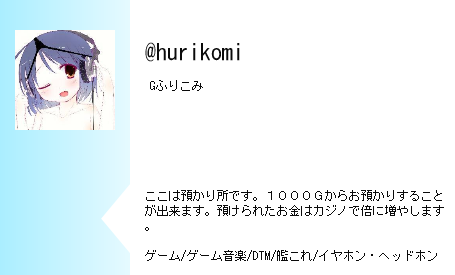 @hurikomi
Gふりこみ
ここは預かり所です。１０００Ｇからお預かりすること
が出来ます。預けられたお金はカジノで倍に増やします
。
ゲーム/ゲーム音楽/DTM/艦これ/イヤホン・ヘッドホン